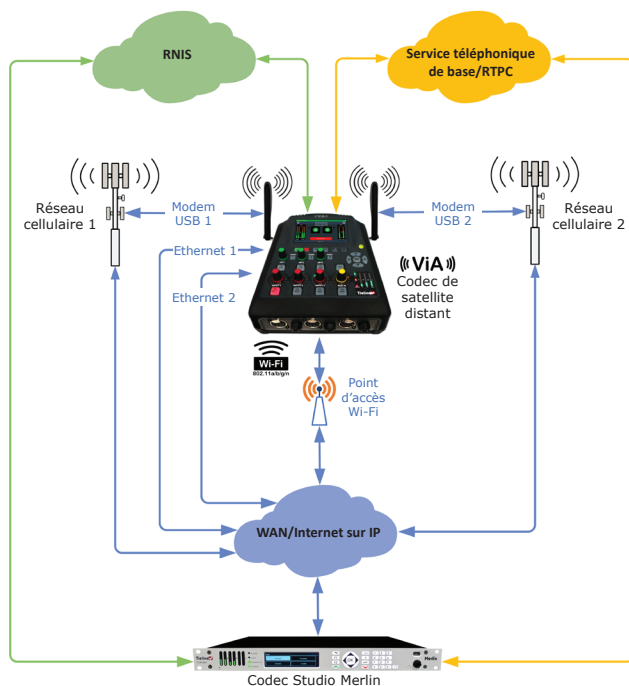 RNIS
Service téléphonique
de base/RTPC
Réseau
cellulaire 1
Modem
USB 1
Modem
USB 2
Réseau
cellulaire 2
Ethernet 1
Ethernet 2
ViA
Codec de
satellite
distant
Wi-Fi
802.11a/b/g/n
Point
d'accès
Wi-Fi
WAN/Internet sur IP
Tieline
Merlin
Codec Studio Merlin